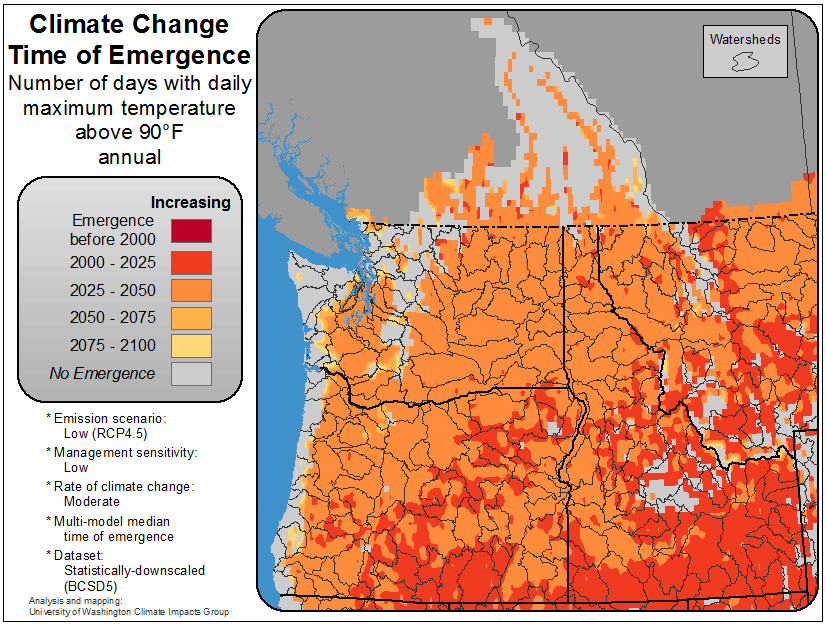 Climate Change
Time of Emergence
Number of days with daily
maximum temperature
above 90°F
annual
Increasing
Emergence
before 2000
2000 - 2025
2025 - 2050
2050 - 2075
2075 - 2100
No Emergence
* Emission scenario:
Low (RCP4.5)
* Management sensitivity:
Low
* Rate of climate change:
Moderate
* Multi-model median
time of emergence
* Dataset:
Statistically-downscaled
(BCSD5)
Analysis and mapping:
University of Washington Climate Impacts Group
Watersheds